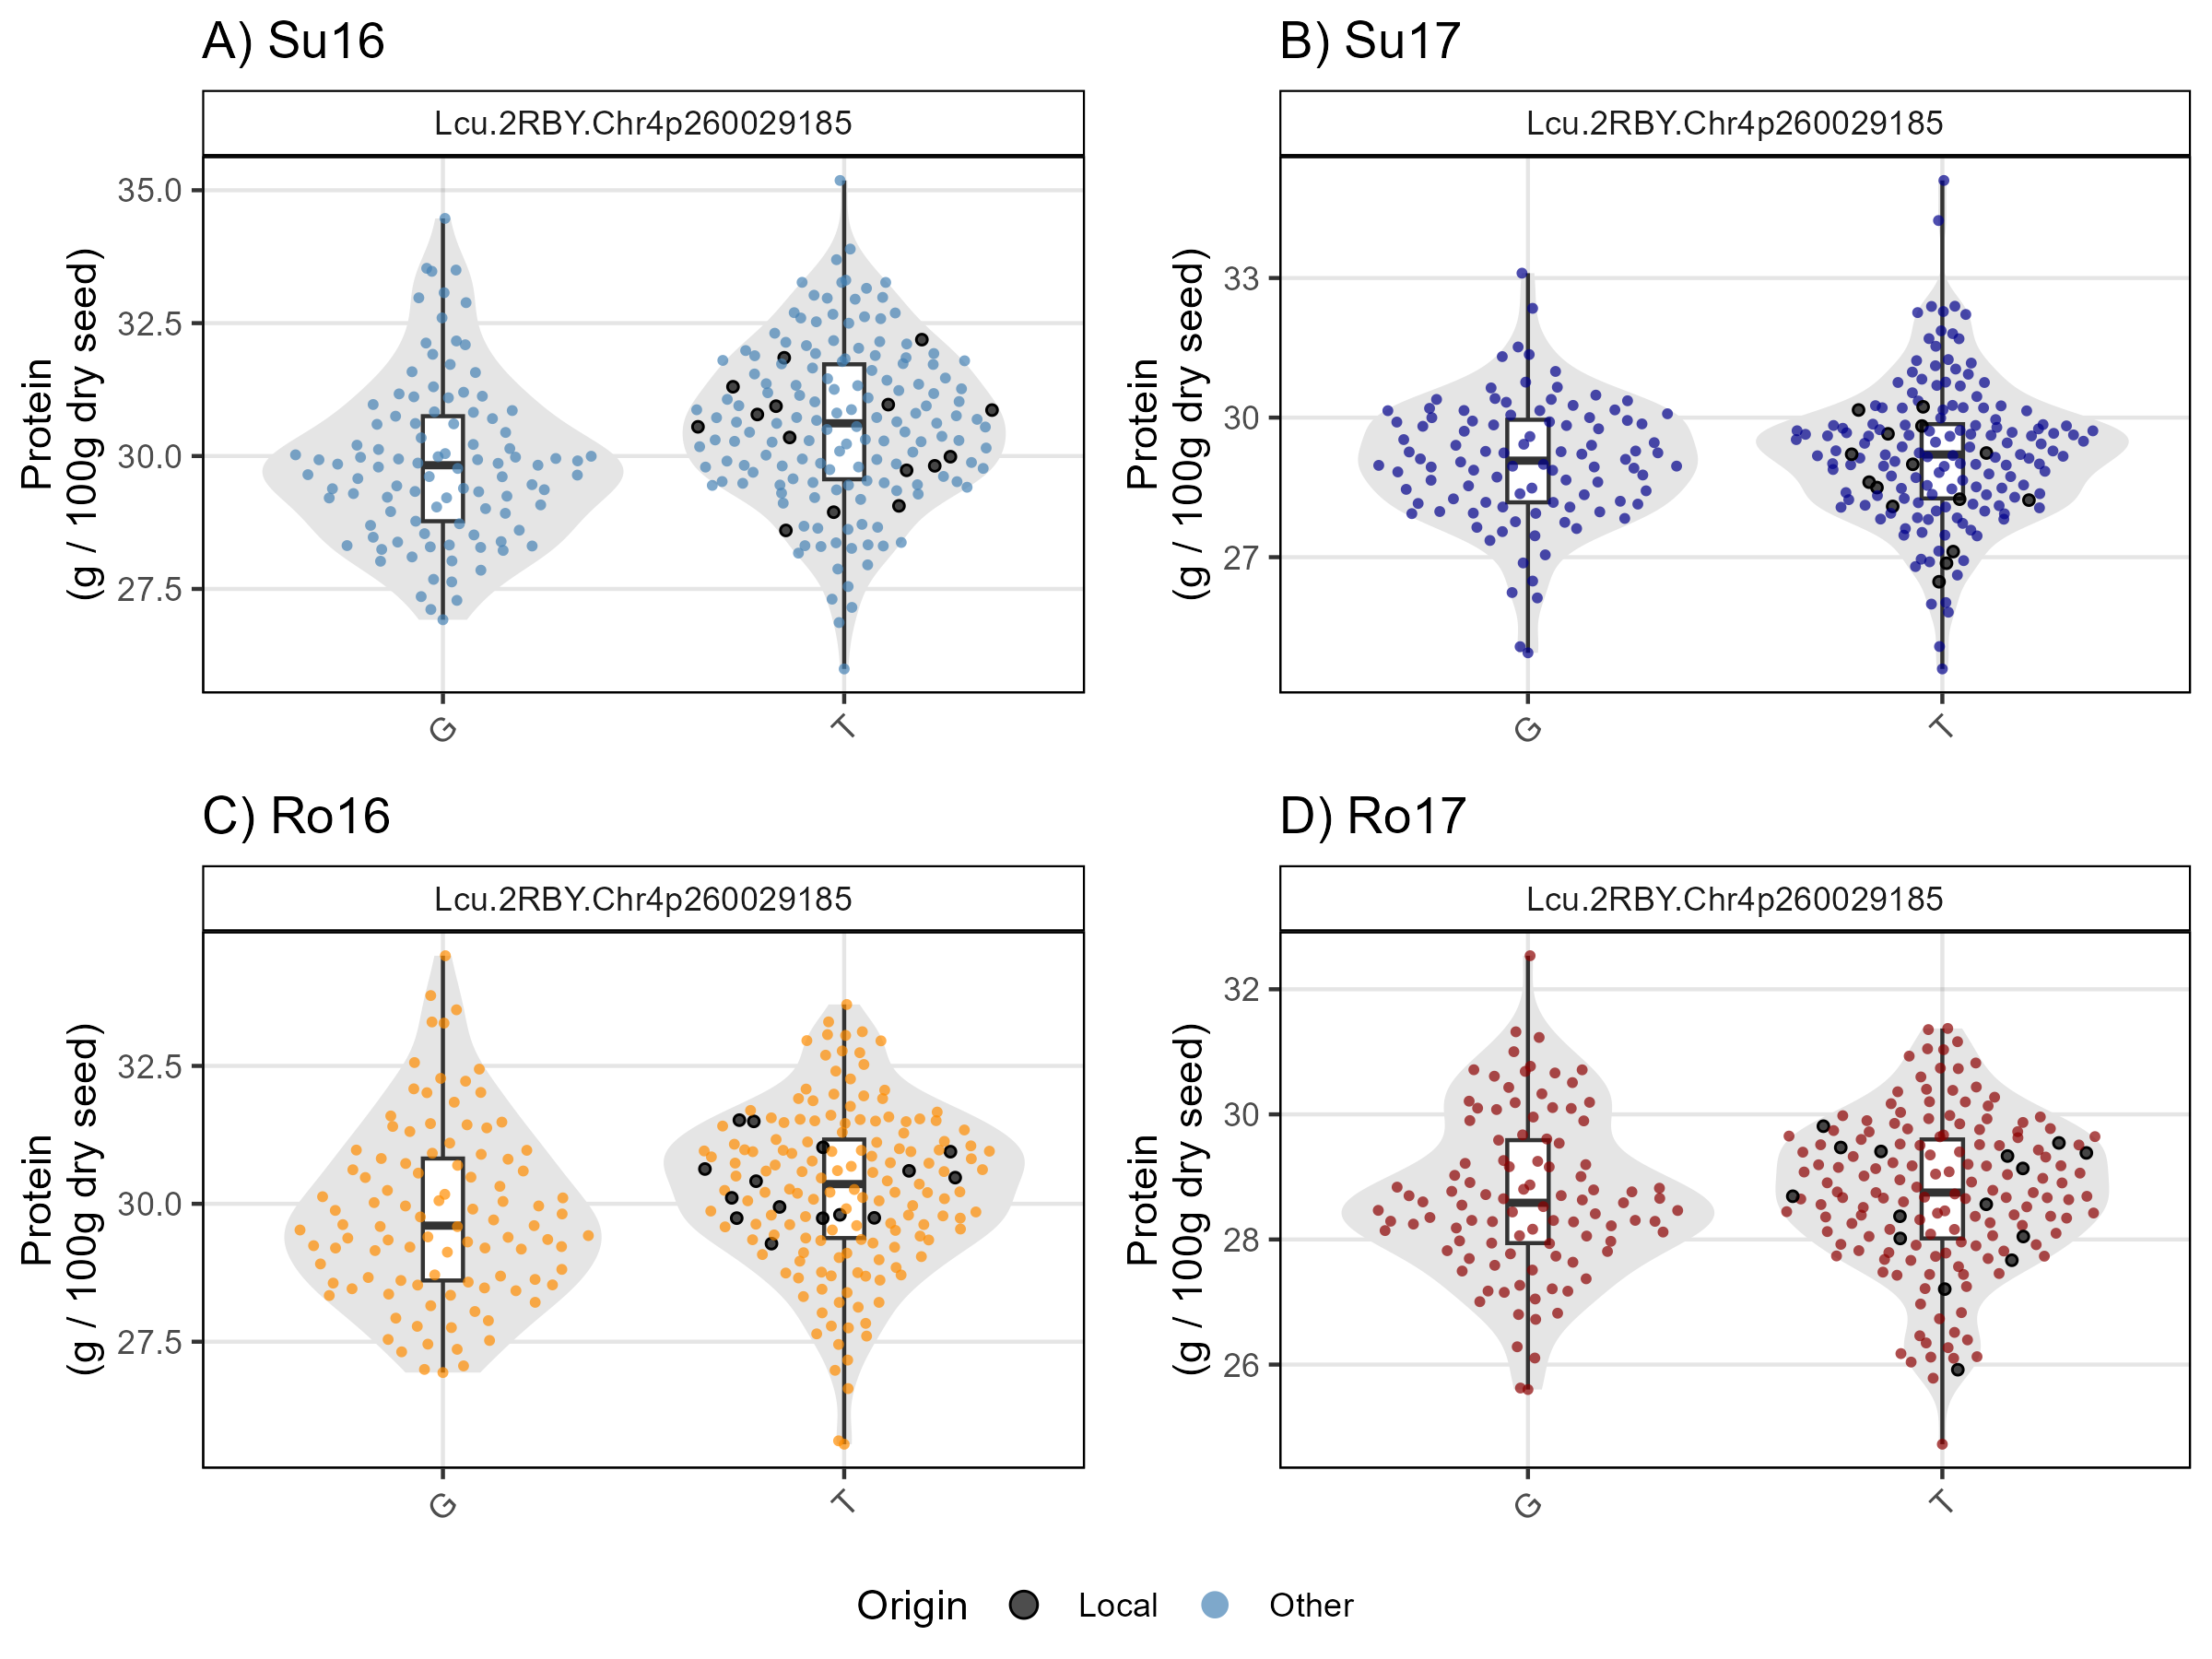 A) Su16
Lcu.2RBY.Chr4p260029185
Protein
(g / 100g dry seed)
35.0
32.5
30.0
27.5
G
T
B) Su17
Lcu.2RBY.Chr4p260029185
Protein
(g / 100g dry seed)
33
30
27
G
T
C) Ro16
Lcu.2RBY.Chr4p260029185
Protein
(g / 100g dry seed)
32.5
30.0
27.5
G
T
D) Ro17
Lcu.2RBY.Chr4p260029185
Protein
(g / 100g dry seed)
32
30
28
26
G
T
Origin Local Other